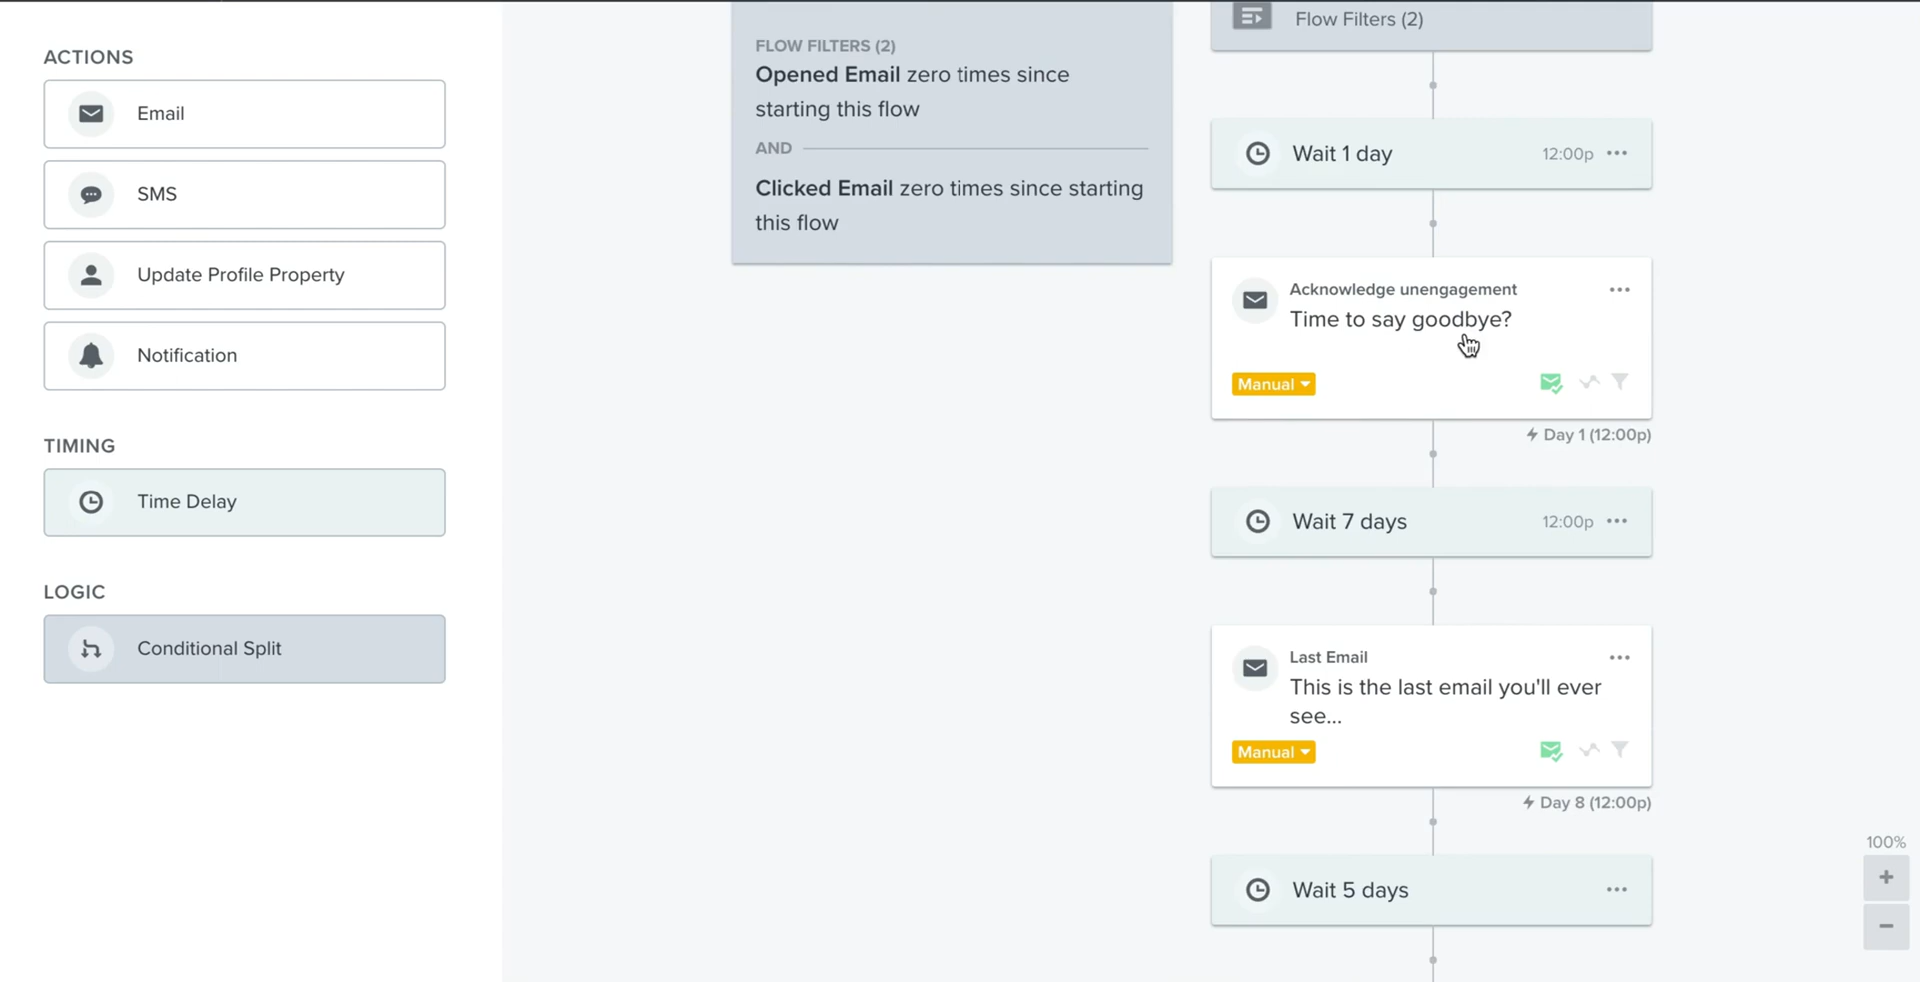 ACTIONS
Email
SMS
Update Profile Property
Notification
TIMING
Time Delay
LOGIC
Conditional Split
FLOW FILTERS (2)
Opened Email zero times since
starting this flow
AND
Clicked Email zero times since starting
this flow
Flow Filters (2)
Wait 1 day 12:00p
Acknowledge unengagement
Time to say goodbye?
Manual
Day 1 (12:00p)
Wait 7 days 12:00p
Last Email
This is the last email you'll ever
see...
Manual
Day 8 (12:00p)
Wait 5 days
100%
+
−